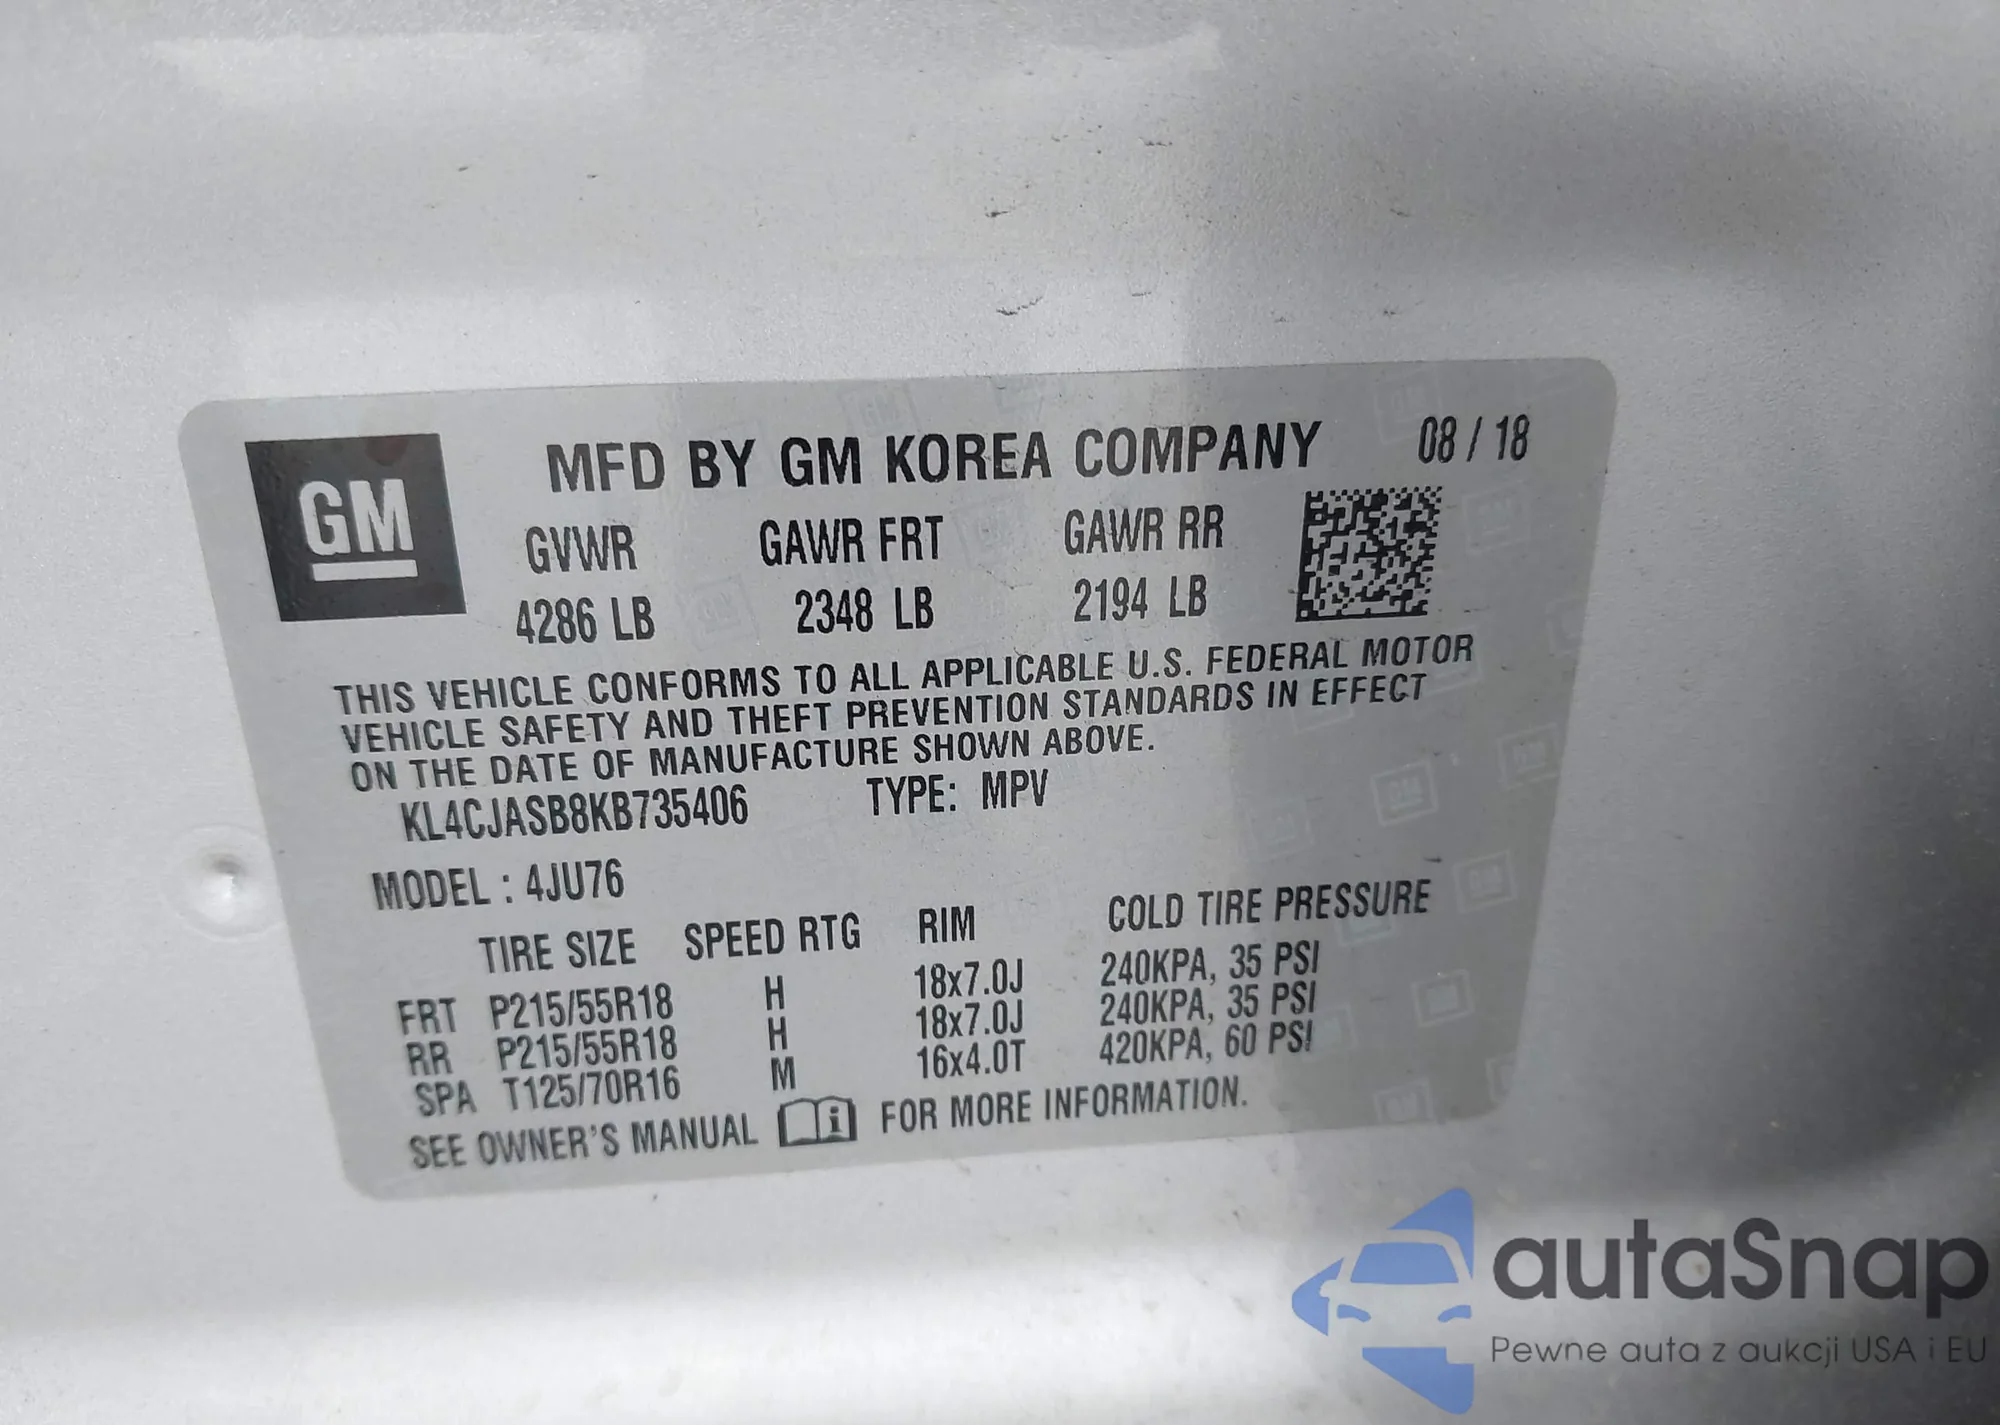 GM
MFD BY GM KOREA COMPANY 08 / 18
GVWR GAWR FRT GAWR RR
4286 LB 2348 LB 2194 LB
THIS VEHICLE CONFORMS TO ALL APPLICABLE U.S. FEDERAL MOTOR
VEHICLE SAFETY AND THEFT PREVENTION STANDARDS IN EFFECT
ON THE DATE OF MANUFACTURE SHOWN ABOVE.
KL4CJASB8KB735406 TYPE: MPV
MODEL : 4JU76
TIRE SIZE SPEED RTG RIM COLD TIRE PRESSURE
FRT P215/55R18 H 18x7.0J 240KPA, 35 PSI
RR P215/55R18 H 18x7.0J 240KPA, 35 PSI
SPA T125/70R16 M 16x4.0T 420KPA, 60 PSI
SEE OWNER'S MANUAL i FOR MORE INFORMATION.
autaSnap
Pewne auta z aukcji USA i EU